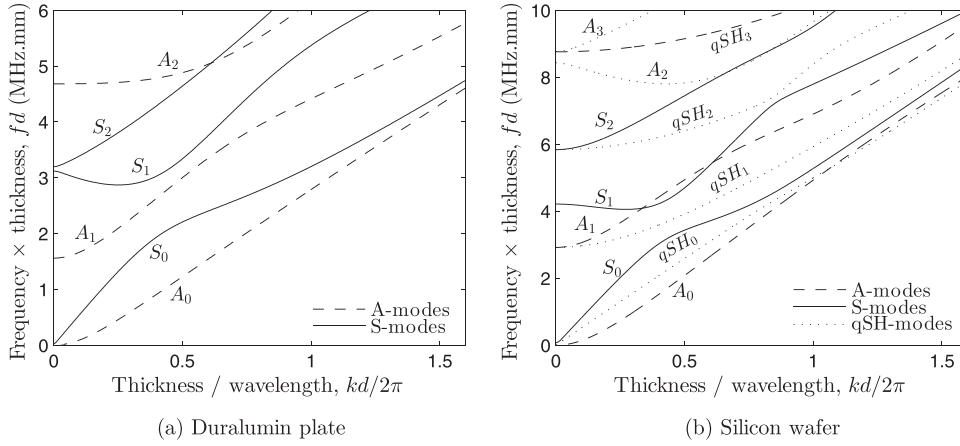 Frequency × thickness, fd (MHz.mm)
6
5
4
3
2
1
0
A₂
S₂
S₁
A₁
S₀
A₀
A-modes
S-modes
0
0.5
1
1.5
Thickness / wavelength, kd/2π
(a) Duralumin plate
Frequency × thickness, fd (MHz.mm)
10
8
6
4
2
0
A₃
qSH₃
A₂
S₂
qSH₂
S₁
qSH₁
A₁
S₀
qSH₀
A₀
A-modes
S-modes
qSH-modes
0
0.5
1
1.5
Thickness / wavelength, kd/2π
(b) Silicon wafer